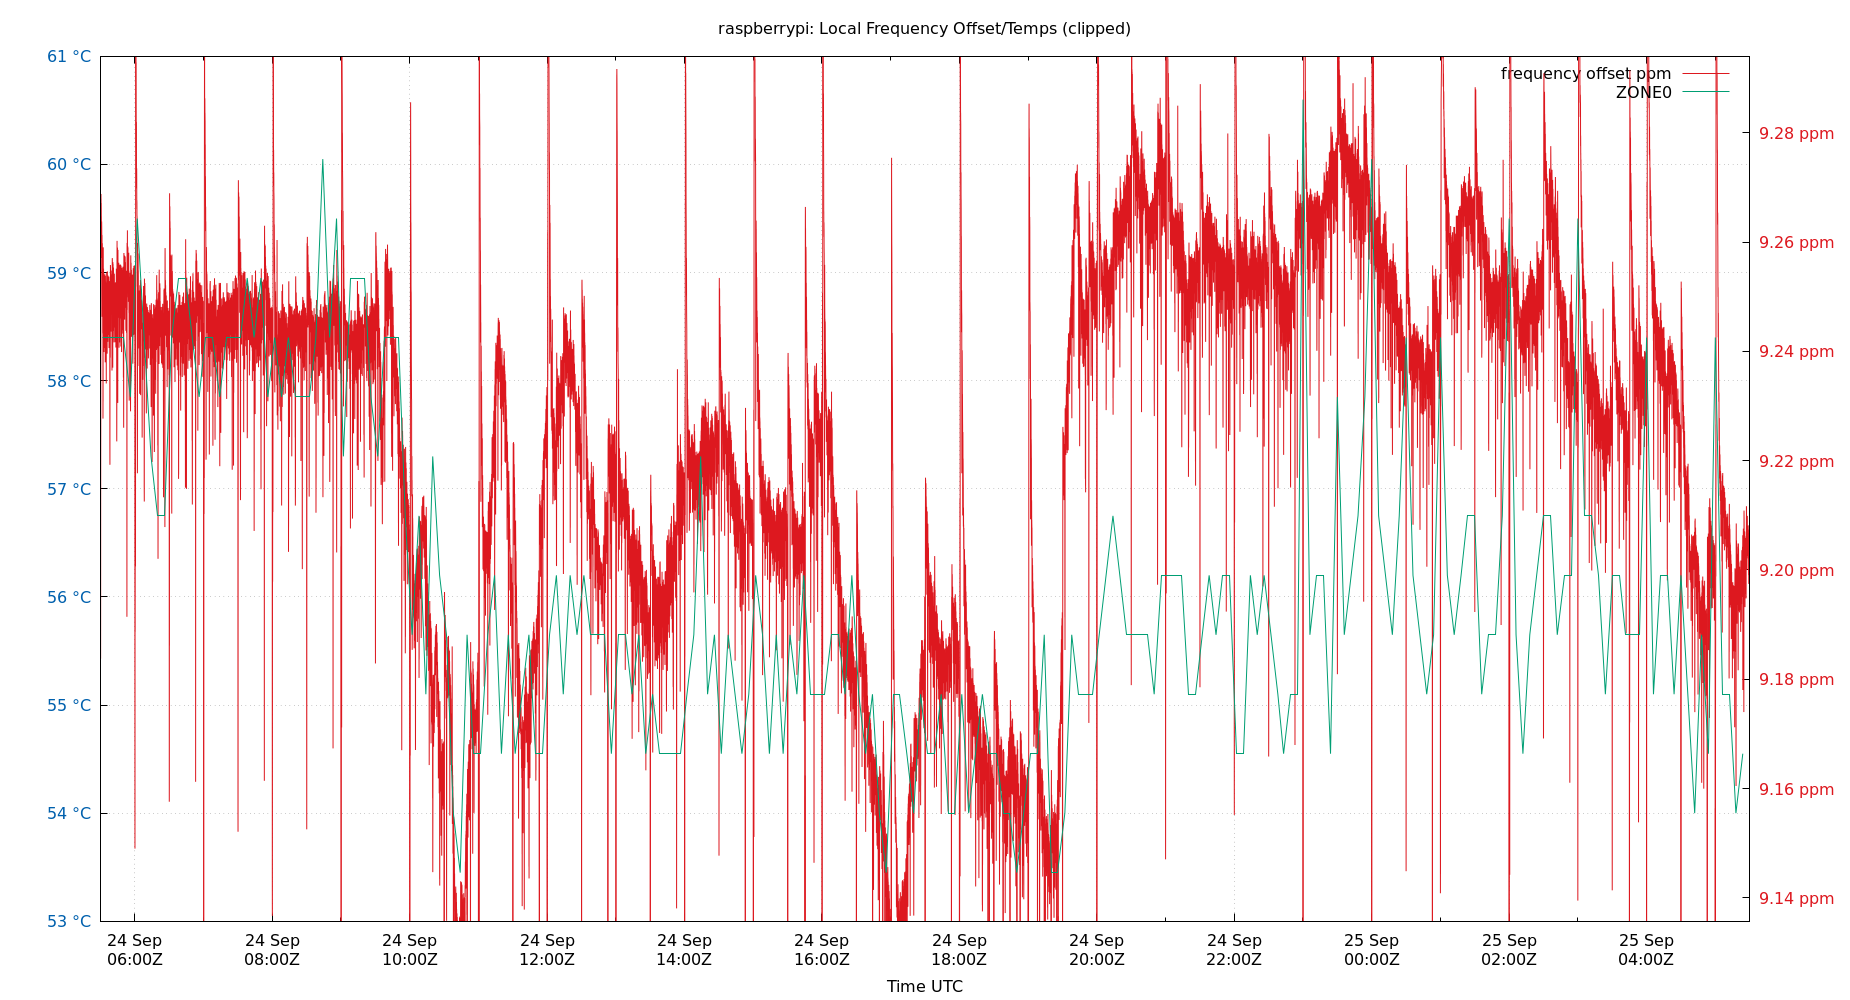 raspberrypi: Local Frequency Offset/Temps (clipped)
61 °C
60 °C
59 °C
58 °C
57 °C
56 °C
55 °C
54 °C
53 °C
frequency offset ppm
ZONE0
9.28 ppm
9.26 ppm
9.24 ppm
9.22 ppm
9.20 ppm
9.18 ppm
9.16 ppm
9.14 ppm
24 Sep
06:00Z
24 Sep
08:00Z
24 Sep
10:00Z
24 Sep
12:00Z
24 Sep
14:00Z
24 Sep
16:00Z
24 Sep
18:00Z
24 Sep
20:00Z
24 Sep
22:00Z
25 Sep
00:00Z
25 Sep
02:00Z
25 Sep
04:00Z
Time UTC